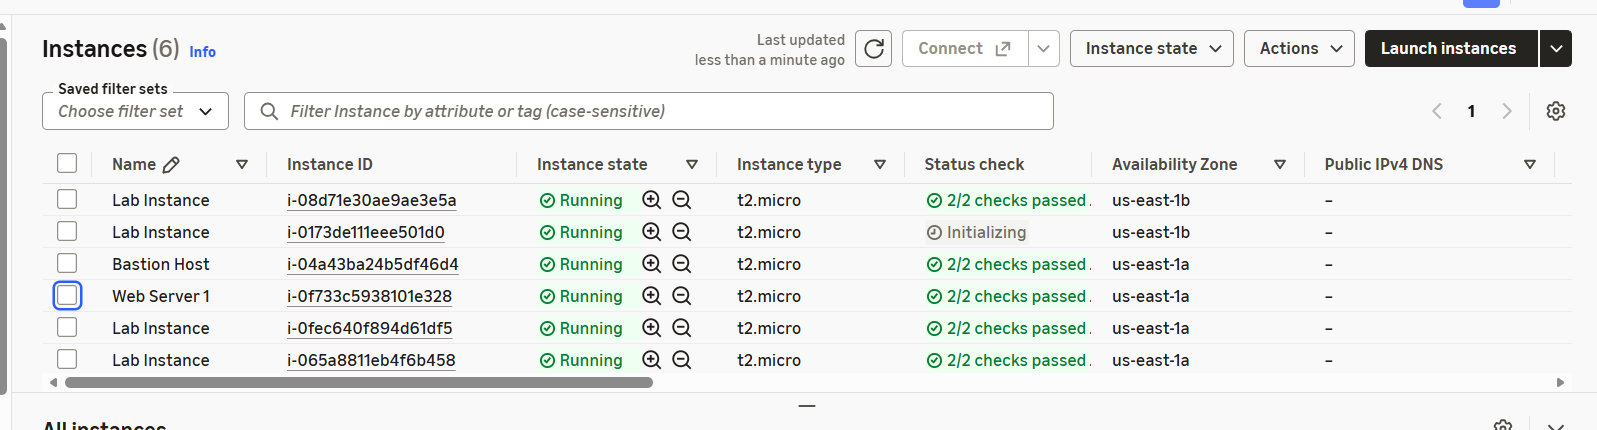 Instances (6) Info
Last updated
less than a minute ago
Connect
Instance state
Actions
Launch instances
Saved filter sets
Choose filter set
Filter Instance by attribute or tag (case-sensitive)
1
Name Instance ID Instance state Instance type Status check Availability Zone Public IPv4 DNS
Lab Instance i-08d71e30ae9ae3e5a Running t2.micro 2/2 checks passed . us-east-1b –
Lab Instance i-0173de111eee501d0 Running t2.micro Initializing us-east-1b –
Bastion Host i-04a43ba24b5df46d4 Running t2.micro 2/2 checks passed . us-east-1a –
Web Server 1 i-0f733c5938101e328 Running t2.micro 2/2 checks passed . us-east-1a –
Lab Instance i-0fec640f894d61df5 Running t2.micro 2/2 checks passed . us-east-1a –
Lab Instance i-065a8811eb4f6b458 Running t2.micro 2/2 checks passed . us-east-1a –
All instances